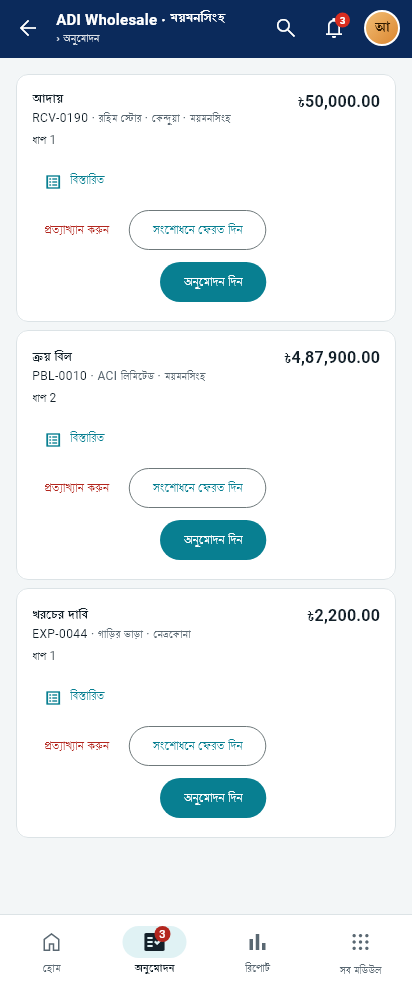 ADI Wholesale · ময়মনসিংহ
› অনুমোদন
3
আ
আদায়
৳50,000.00
RCV-0190 · রহিম স্টোর · কেন্দুয়া · ময়মনসিংহ
ধাপ 1
বিস্তারিত
প্রত্যাখ্যান করুন
সংশোধনে ফেরত দিন
অনুমোদন দিন
ক্রয় বিল
৳4,87,900.00
PBL-0010 · ACI লিমিটেড · ময়মনসিংহ
ধাপ 2
বিস্তারিত
প্রত্যাখ্যান করুন
সংশোধনে ফেরত দিন
অনুমোদন দিন
খরচের দাবি
৳2,200.00
EXP-0044 · গাড়ির ভাড়া · নেত্রকোনা
ধাপ 1
বিস্তারিত
প্রত্যাখ্যান করুন
সংশোধনে ফেরত দিন
অনুমোদন দিন
3
হোম
অনুমোদন
রিপোর্ট
সব মডিউল